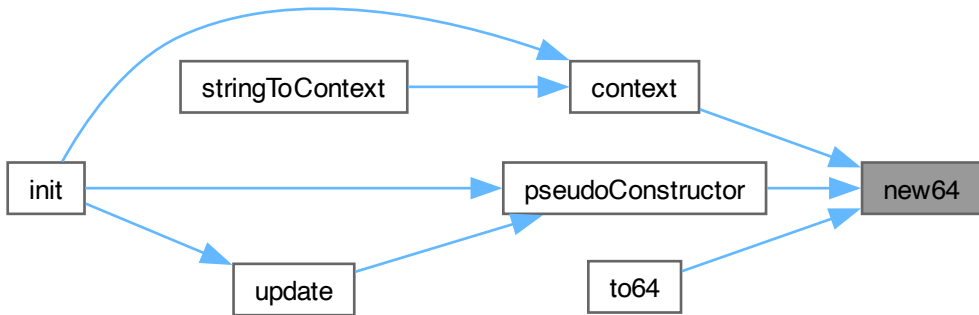 stringToContext
context
init
pseudoConstructor
new64
update
to64